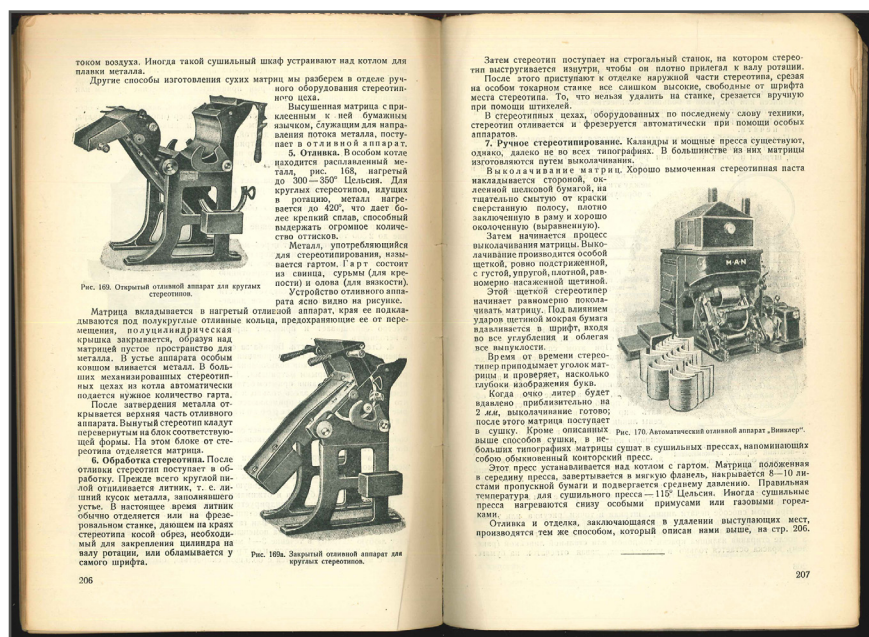 током воздуха. Иногда такой сушильный шкаф устраивают над котлом для
плавки металла.
Другие способы изготовления сухих матриц мы разберем в отделе руч-
ного оборудования стереотип-
ного цеха.
Высушенная матрица с при-
клеенным к ней бумажным
язычком, служащим для направ-
ления потока металла, посту-
пает в отливной аппарат.
5. Отливка. В особом котле
находится расплавленный ме-
талл, рис. 168, нагретый
до 300—350° Цельсия. Для
круглых стереотипов, идущих
в ротацию, металл нагре-
вается до 420°, что дает бо-
лее крепкий сплав, способный
выдержать огромное количе-
ство оттисков.
Металл, употребляющийся
для стереотипирования, назы-
вается гартом. Гарт состоит
из свинца, сурьмы (для кре-
пости) и олова (для вязкости).
Устройство отливного аппа-
рата ясно видно на рисунке.
Рис. 169. Открытый отливной аппарат для круглых
стереотипов.
Матрица вкладывается в нагретый отливной аппарат, края ее подкла-
дываются под полукруглые отливные кольца, предохраняющие ее от пере-
мещения, полуцилиндрическая
крышка закрывается, образуя над
матрицей пустое пространство для
металла. В устье аппарата особым
ковшом вливается металл. В боль-
ших механизированных стереотип-
ных цехах из котла автоматически
подается нужное количество гарта.
После затвердения металла от-
крывается верхняя часть отливного
аппарата. Вынутый стереотип кладут
перевернутым на блок соответствую-
щей формы. На этом блоке от сте-
реотипа отделяется матрица.
6. Обработка стереотипа. После
отливки стереотип поступает в об-
работку. Прежде всего круглой пи-
лой отпиливается литник, т. е. ли-
шний кусок металла, заполнявшего
устье. В настоящее время литник
обычно отделяется или на фрезе-
ровальном станке, дающем на краях
стереотипа косой обрез, необходи-
мый для закрепления цилиндра на
валу ротации, или обламывается у
самого шрифта.
Рис. 169а. Закрытый отливной аппарат для
круглых стереотипов.
206
Затем стереотип поступает на строгальный станок, на котором стерео-
тип выстругивается изнутри, чтобы он плотно прилегал к валу ротации.
После этого приступают к отделке наружной части стереотипа, срезая
на особом токарном станке все слишком высокие, свободные от шрифта
места стереотипа. То, что нельзя удалить на станке, срезается вручную
при помощи штихелей.
В стереотипных цехах, оборудованных по последнему слову техники,
стереотип отливается и фрезеруется автоматически при помощи особых
аппаратов.
7. Ручное стереотипирование. Каландры и мощные пресса существуют,
однако, далеко не во всех типографиях. В большинстве из них матрицы
изготовляются путем выколачивания.
Выколачивание матриц. Хорошо вымоченная стереотипная паста
накладывается стороной, ок-
леенной шелковой бумагой, на
тщательно смытую от краски
сверстанную полосу, плотно
заключенную в раму и хорошо
околоченную (выравненную).
Затем начинается процесс
выколачивания матрицы. Выко-
лачивание производится особой
щеткой, ровно подстриженной,
с густой, упругой, плотной, рав-
номерно насаженной щетиной.
Этой щеткой стереотипер
начинает равномерно покола-
чивать матрицу. Под влиянием
ударов щетиной мокрая бумага
вдавливается в шрифт, входя
во все углубления и облегая
все выпуклости.
Время от времени стерео-
типер приподымает уголок мат-
рицы и проверяет, насколько
глубоки изображения букв.
Когда очко литер будет
вдавлено приблизительно на
2 мм, выколачивание готово;
после этого матрица поступает
в сушку. Кроме описанных
выше способов сушки, в не-
МАN
Рис. 170. Автоматический отливной аппарат „Винклер“.
больших типографиях матрицы сушат в сушильных прессах, напоминающих
собою обыкновенный конторский пресс.
Этот пресс устанавливается над котлом с гартом. Матрица положенная
в середину пресса, завертывается в мягкую фланель, накрывается 8—10 ли-
стами пропускной бумаги и подвергается среднему давлению. Правильная
температура для сушильного пресса—115° Цельсия. Иногда сушильные
пресса нагреваются снизу особыми примусами или газовыми горел-
ками.
Отливка и отделка, заключающаяся в удалении выступающих мест,
производятся тем же способом, который описан нами выше, на стр. 206.
207